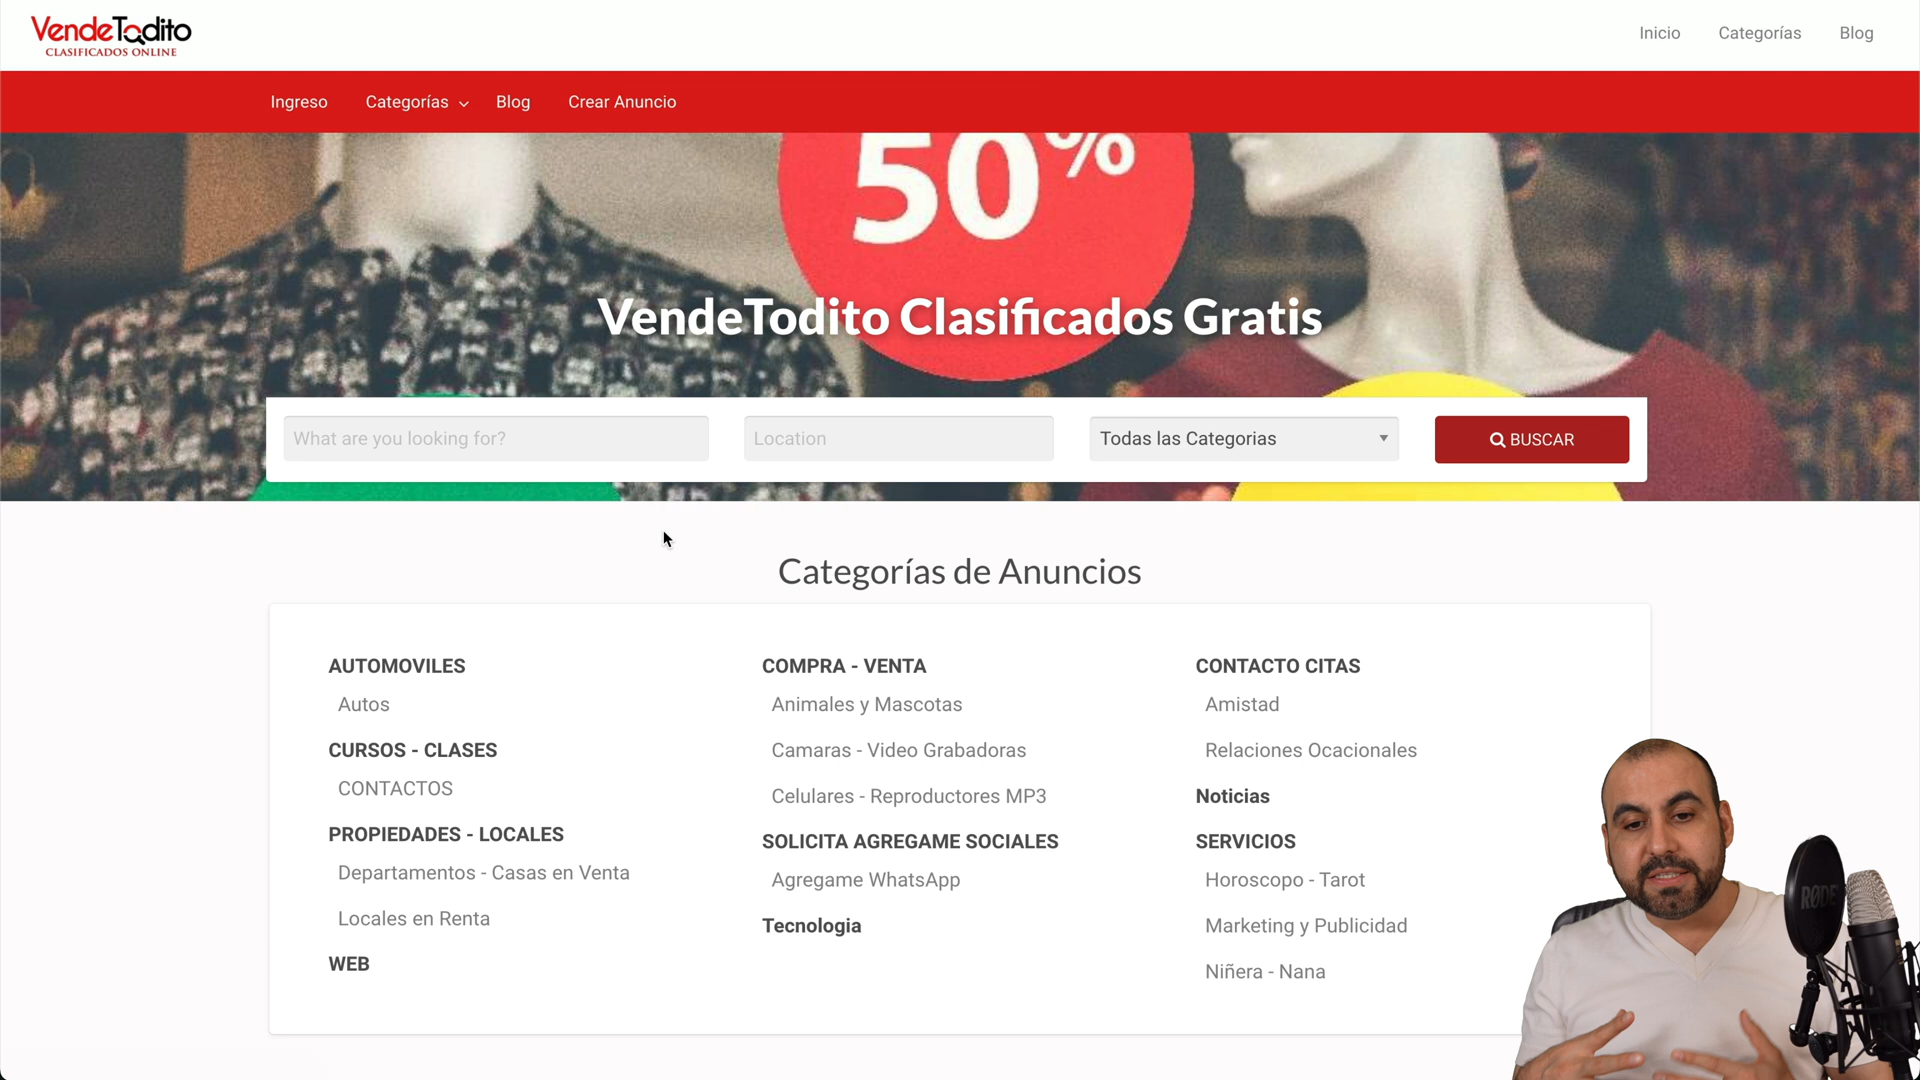 VendeTodito
CLASIFICADOS ONLINE
Inicio
Categorías
Blog
Ingreso
Categorías
Blog
Crear Anuncio
50%
VendeTodito Clasificados Gratis
What are you looking for?
Location
Todas las Categorias
BUSCAR
Categorías de Anuncios
AUTOMOVILES
Autos
CURSOS - CLASES
CONTACTOS
PROPIEDADES - LOCALES
Departamentos - Casas en Venta
Locales en Renta
WEB
COMPRA - VENTA
Animales y Mascotas
Camaras - Video Grabadoras
Celulares - Reproductores MP3
SOLICITA AGREGAME SOCIALES
Agregame WhatsApp
Tecnologia
CONTACTO CITAS
Amistad
Relaciones Ocacionales
Noticias
SERVICIOS
Horoscopo - Tarot
Marketing y Publicidad
Niñera - Nana
RØDE